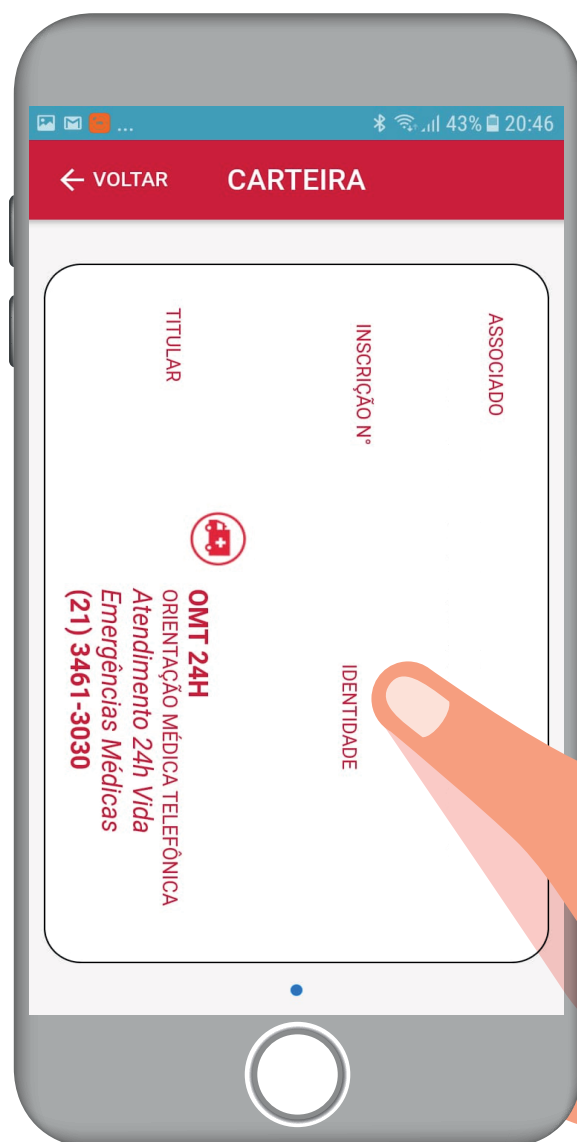 ... 43% 20:46
← VOLTAR CARTEIRA
ASSOCIADO
INSCRIÇÃO N°
IDENTIDADE
TITULAR
OMT 24H
ORIENTAÇÃO MÉDICA TELEFÔNICA
Atendimento 24h Vida
Emergências Médicas
(21) 3461-3030